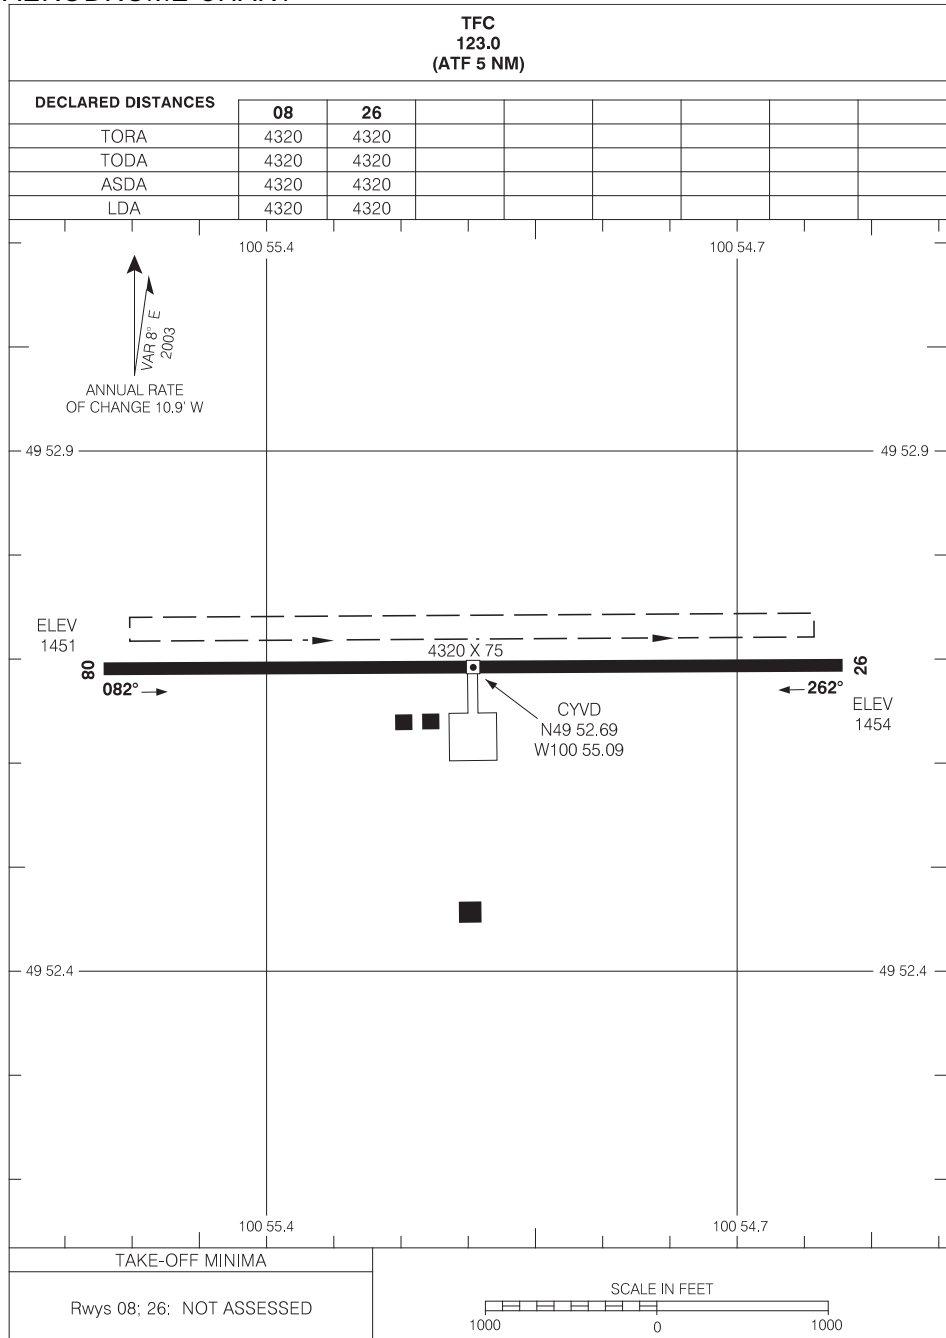 AERODROME CHART
TFC
123.0
(ATF 5 NM)
DECLARED DISTANCES 08 26
TORA 4320 4320
TODA 4320 4320
ASDA 4320 4320
LDA 4320 4320
100 55.4 100 54.7
VAR 8° E
2003
ANNUAL RATE
OF CHANGE 10.9' W
49 52.9 49 52.9
ELEV
1451
4320 X 75
08 26
082° 262°
ELEV
1454
CYVD
N49 52.69
W100 55.09
49 52.4 49 52.4
100 55.4 100 54.7
TAKE-OFF MINIMA
Rwys 08; 26: NOT ASSESSED
SCALE IN FEET
1000 0 1000